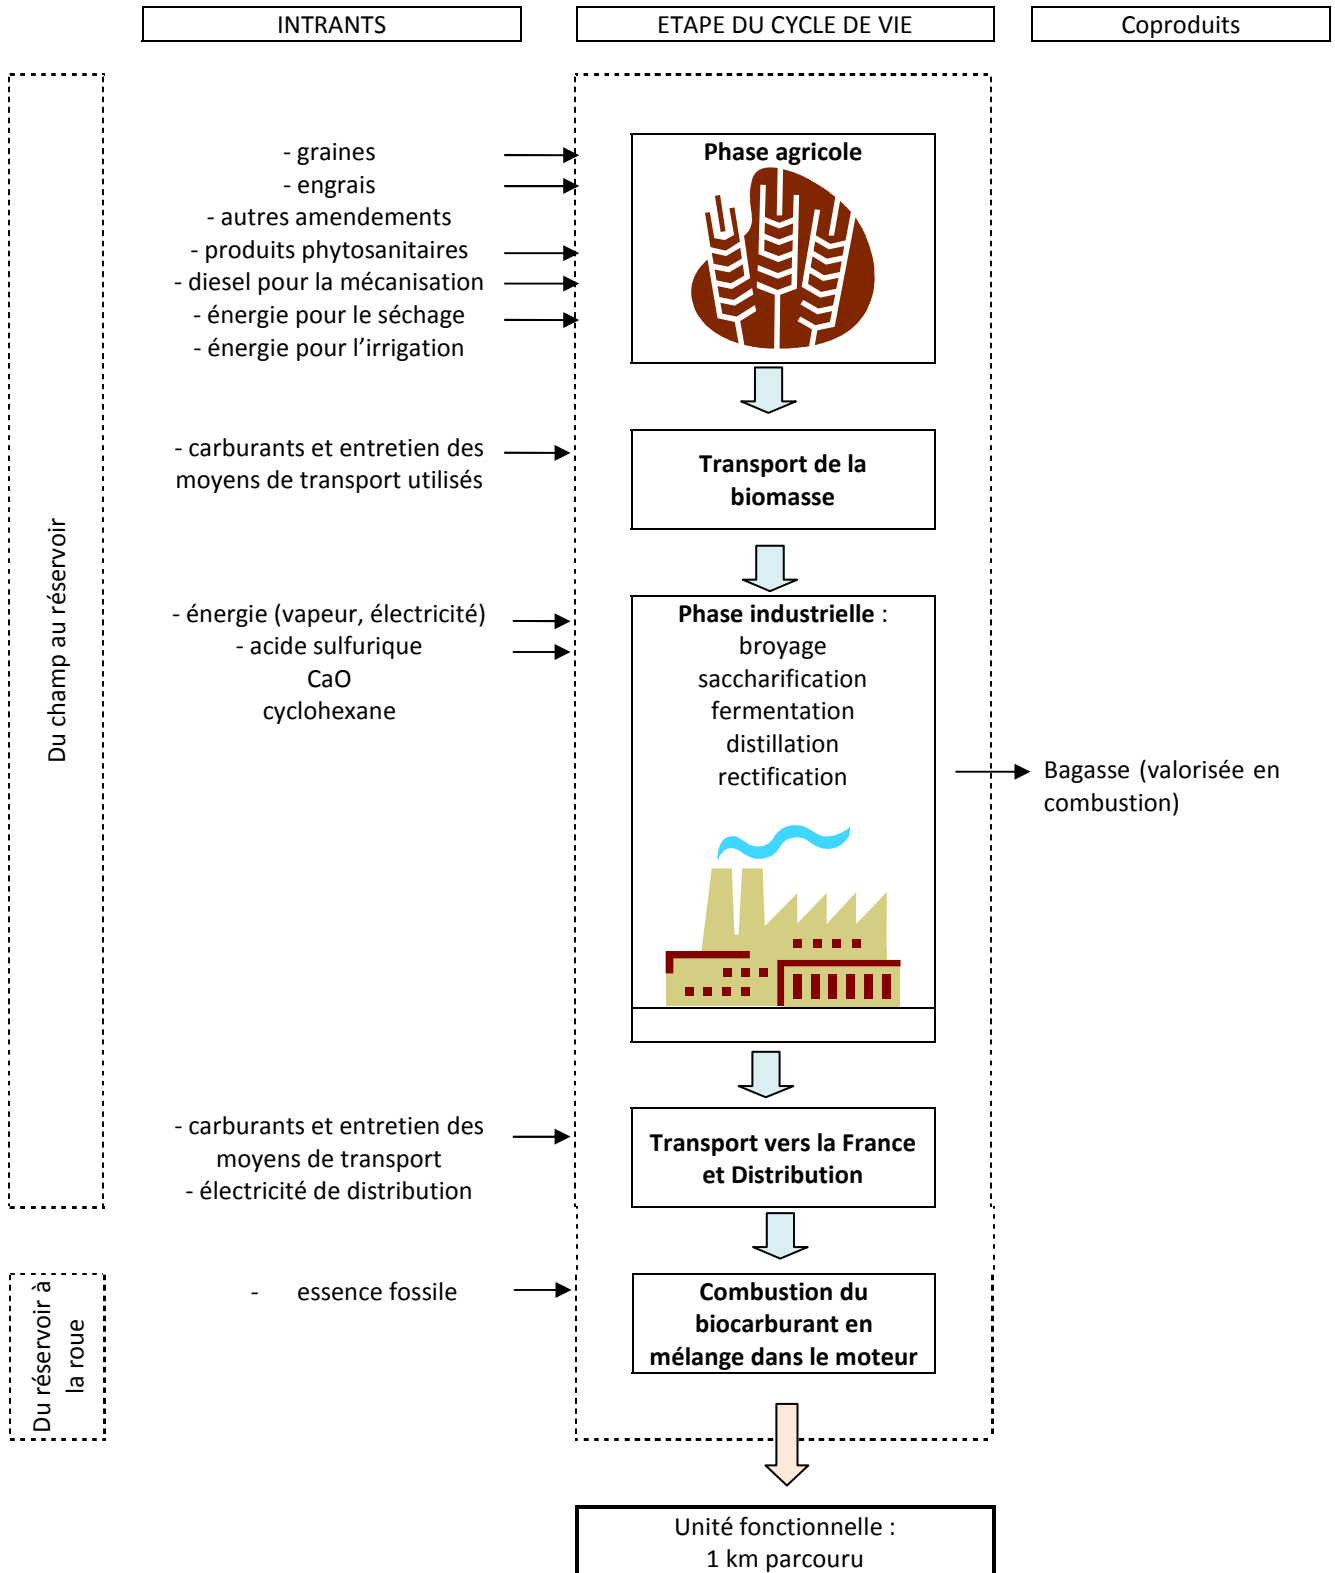 INTRANTS
ETAPE DU CYCLE DE VIE
Coproduits
Du champ au réservoir
- graines
- engrais
- autres amendements
- produits phytosanitaires
- diesel pour la mécanisation
- énergie pour le séchage
- énergie pour l’irrigation
Phase agricole
- carburants et entretien des
moyens de transport utilisés
Transport de la
biomasse
- énergie (vapeur, électricité)
- acide sulfurique
CaO
cyclohexane
Phase industrielle :
broyage
saccharification
fermentation
distillation
rectification
Bagasse (valorisée en
combustion)
- carburants et entretien des
moyens de transport
- électricité de distribution
Transport vers la France
et Distribution
Du réservoir à
la roue
- essence fossile
Combustion du
biocarburant en
mélange dans le moteur
Unité fonctionnelle :
1 km parcouru